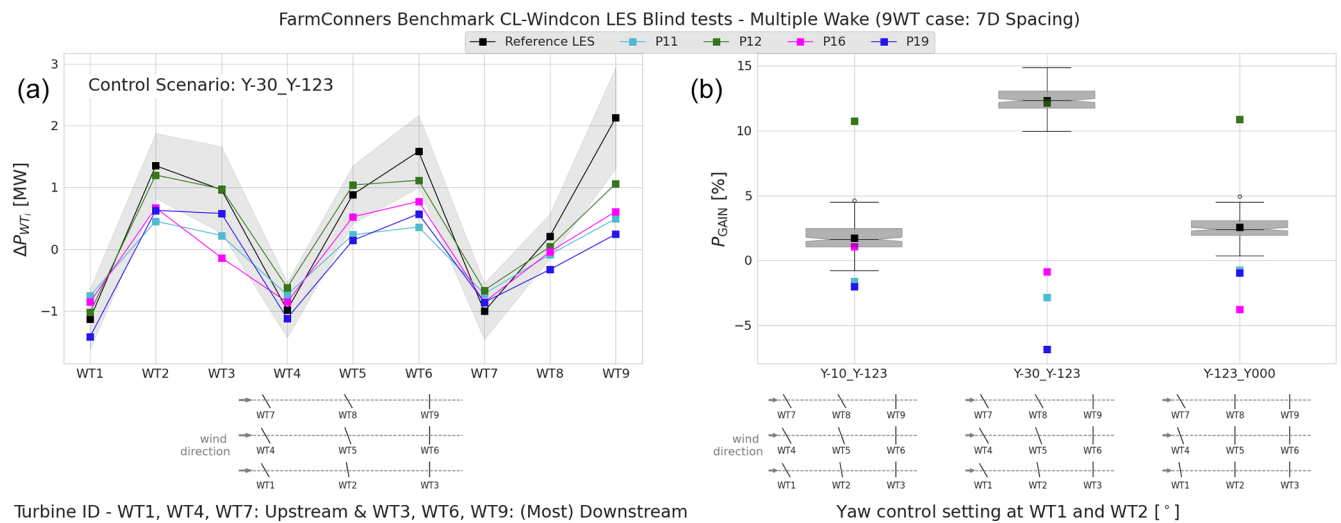 FarmConners Benchmark CL-Windcon LES Blind tests - Multiple Wake (9WT case: 7D Spacing)
Reference LES P11 P12 P16 P19
(a)
Control Scenario: Y-30_Y-123
ΔP_{WT_i} [MW]
3
2
1
0
−1
WT1 WT2 WT3 WT4 WT5 WT6 WT7 WT8 WT9
WT7 WT8 WT9
wind
direction
WT4 WT5 WT6
WT1 WT2 WT3
Turbine ID - WT1, WT4, WT7: Upstream & WT3, WT6, WT9: (Most) Downstream
(b)
P_{GAIN} [%]
15
10
5
0
−5
Y-10_Y-123 Y-30_Y-123 Y-123_Y000
WT7 WT8 WT9 WT7 WT8 WT9 WT7 WT8 WT9
wind
direction
WT4 WT5 WT6 WT4 WT5 WT6 WT4 WT5 WT6
WT1 WT2 WT3 WT1 WT2 WT3 WT1 WT2 WT3
Yaw control setting at WT1 and WT2 [°]